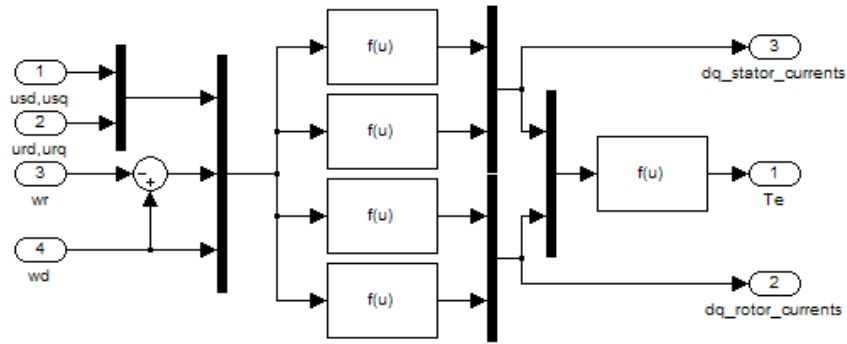 1
usd,usq
2
urd,urq
3
wr
4
wd
-
+
f(u)
f(u)
f(u)
f(u)
f(u)
3
dq_stator_currents
1
Te
2
dq_rotor_currents